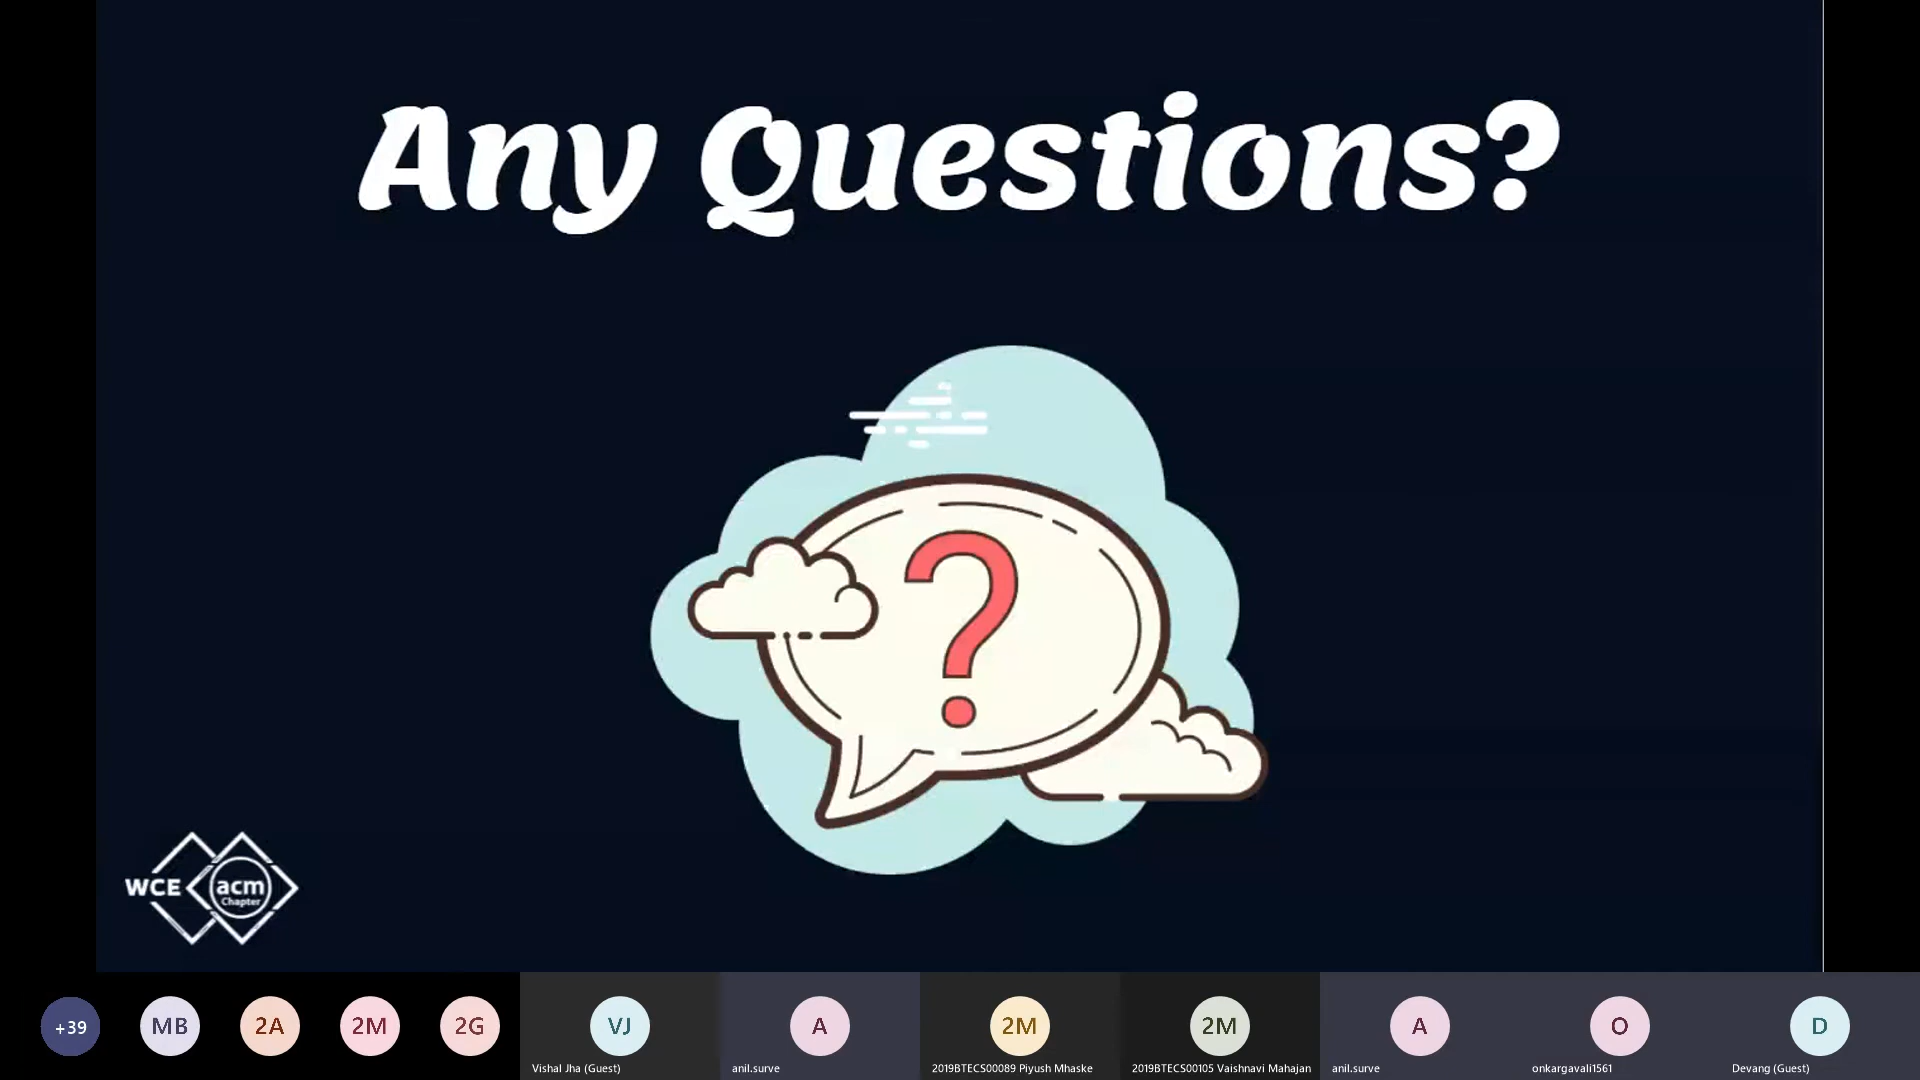 Any Questions?
?
WCE acm
Chapter
+39 MB 2A 2M 2G VJ A 2M 2M A O D
Vishal Jha (Guest) anil.surve 2019BTECS00089 Piyush Mhaske 2019BTECS00105 Vaishnavi Mahajan anil.surve onkargavali1561 Devang (Guest)